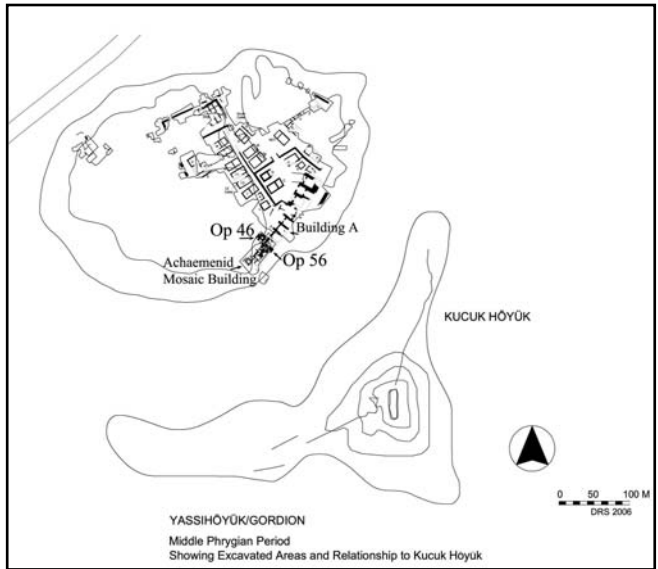 Op 46
Building A
Achaemenid
Mosaic Building
Op 56
KUCUK HÖYÜK
0 50 100 M
DRS 2006
YASSIHÖYÜK/GORDION
Middle Phrygian Period
Showing Excavated Areas and Relationship to Kucuk Höyük